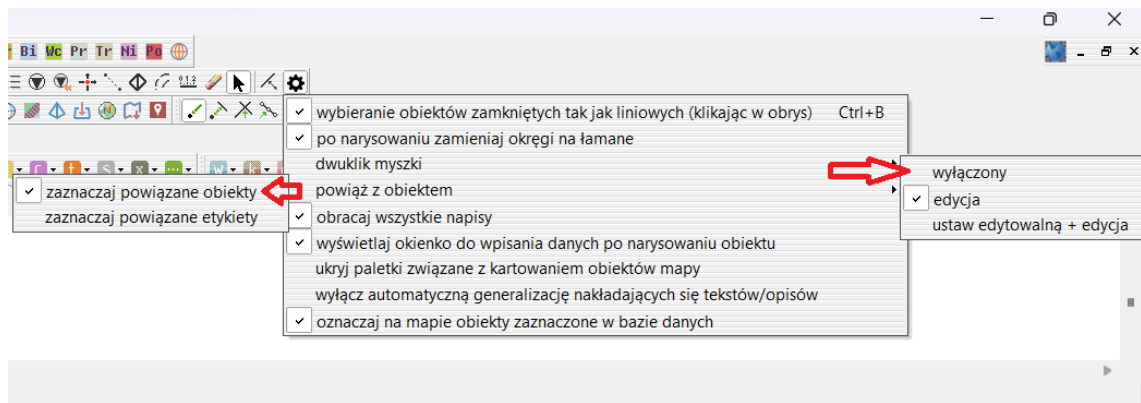 Bi Wc Pr Tr Ni Po
wybieranie obiektów zamkniętych tak jak liniowych (klikając w obrys) Ctrl+B
po narysowaniu zamieniaj okręgi na łamane
dwuklik myszki
powiąż z obiektem
obracaj wszystkie napisy
wyświetlaj okienko do wpisania danych po narysowaniu obiektu
ukryj paletki związane z kartowaniem obiektów mapy
wyłącz automatyczną generalizację nakładających się tekstów/opisów
oznaczaj na mapie obiekty zaznaczone w bazie danych
zaznaczaj powiązane obiekty
zaznaczaj powiązane etykiety
wyłączony
edycja
ustaw edytowalną + edycja